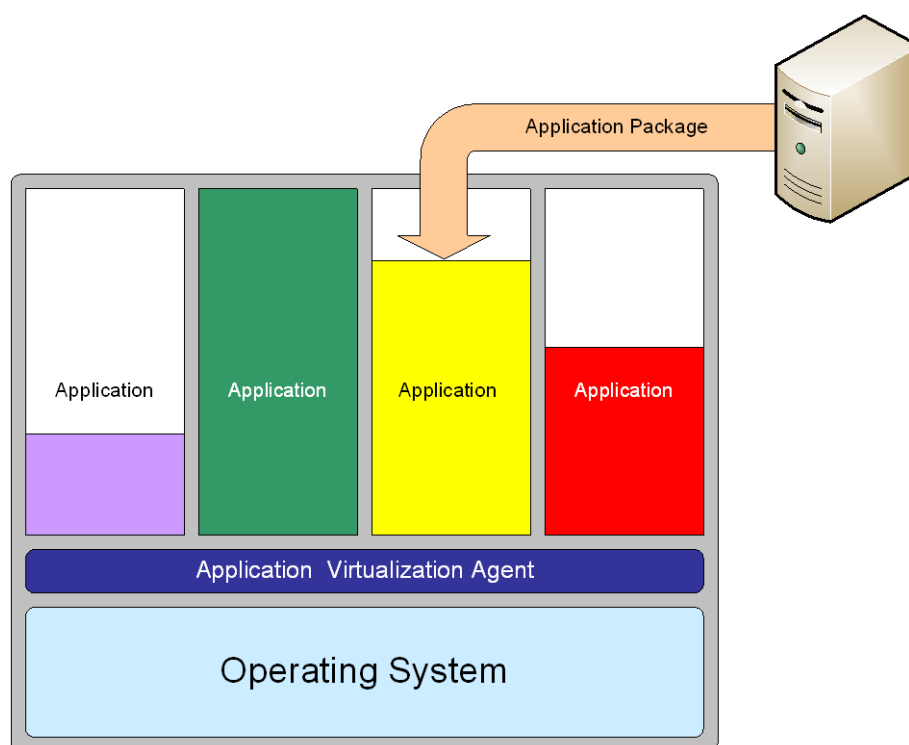 Application Package
Application
Application
Application
Application
Application  Virtualization Agent
Operating System